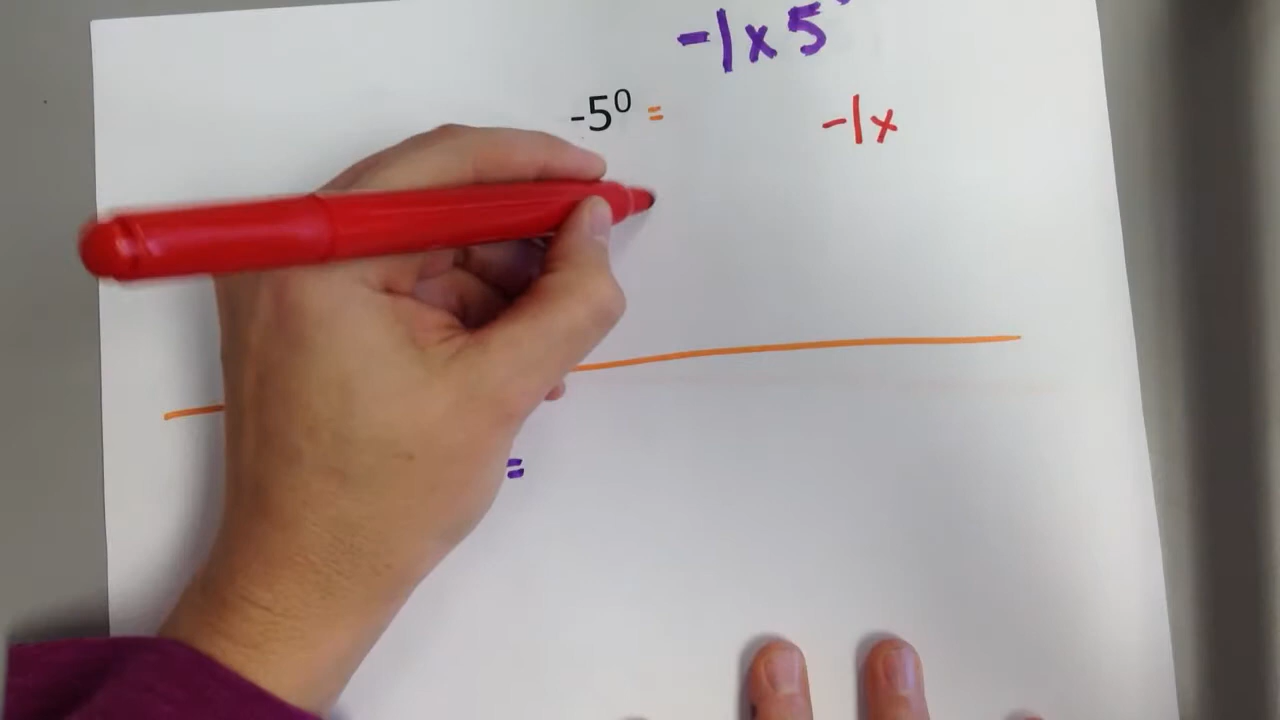 -1x5
-5⁰ =
-1x
=